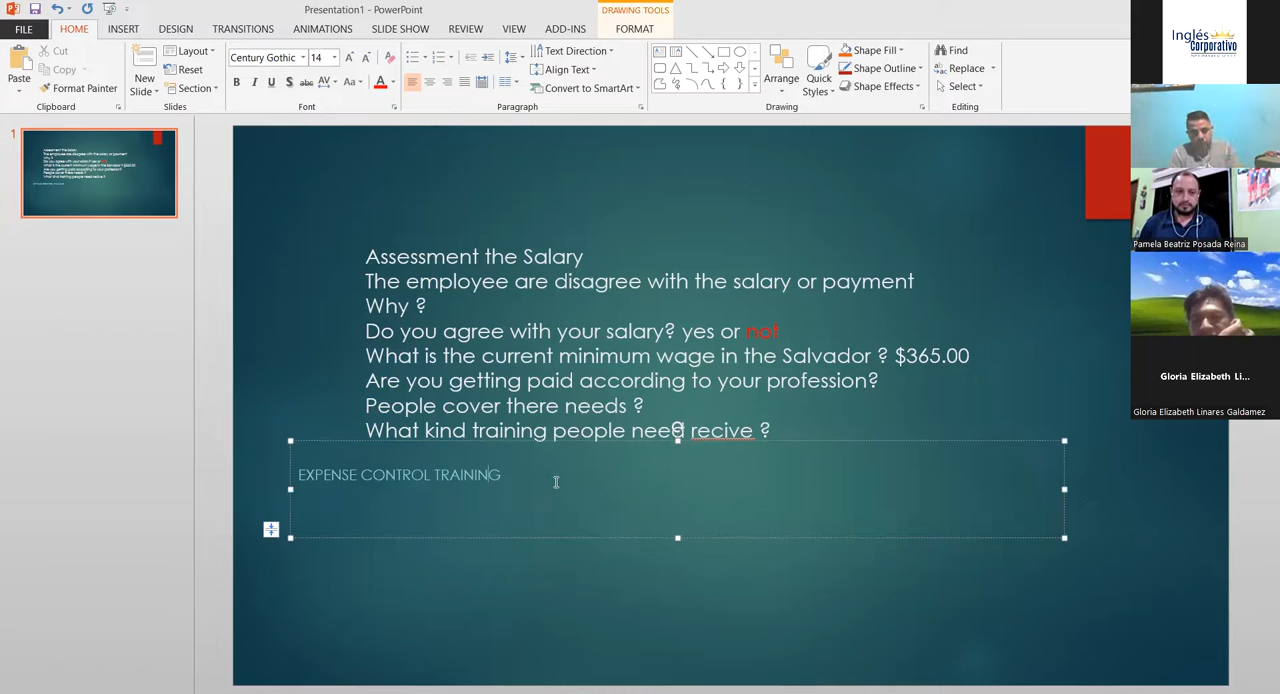 Presentation1 - PowerPoint
DRAWING TOOLS
FILE HOME INSERT DESIGN TRANSITIONS ANIMATIONS SLIDE SHOW REVIEW VIEW ADD-INS FORMAT
Paste
Cut
Copy
Format Painter
Clipboard
New Slide
Layout
Reset
Section
Slides
Century Gothic 14
B I U S abc AV Aa A
Font
Text Direction
Align Text
Convert to SmartArt
Paragraph
Arrange
Quick Styles
Shape Fill
Shape Outline
Shape Effects
Drawing
Find
Replace
Select
Editing
1
Assessment the Salary
The employee are disagree with the salary or payment
Why ?
Do you agree with your salary? yes or not
What is the current minimum wage in the Salvador ? $365.00
Are you getting paid according to your profession?
People cover there needs ?
What kind training people need recive ?
EXPENSE CONTROL TRAINING
Inglés
Corporativo
Pamela Beatriz Posada Reina
Gloria Elizabeth Li...
Gloria Elizabeth Linares Galdamez